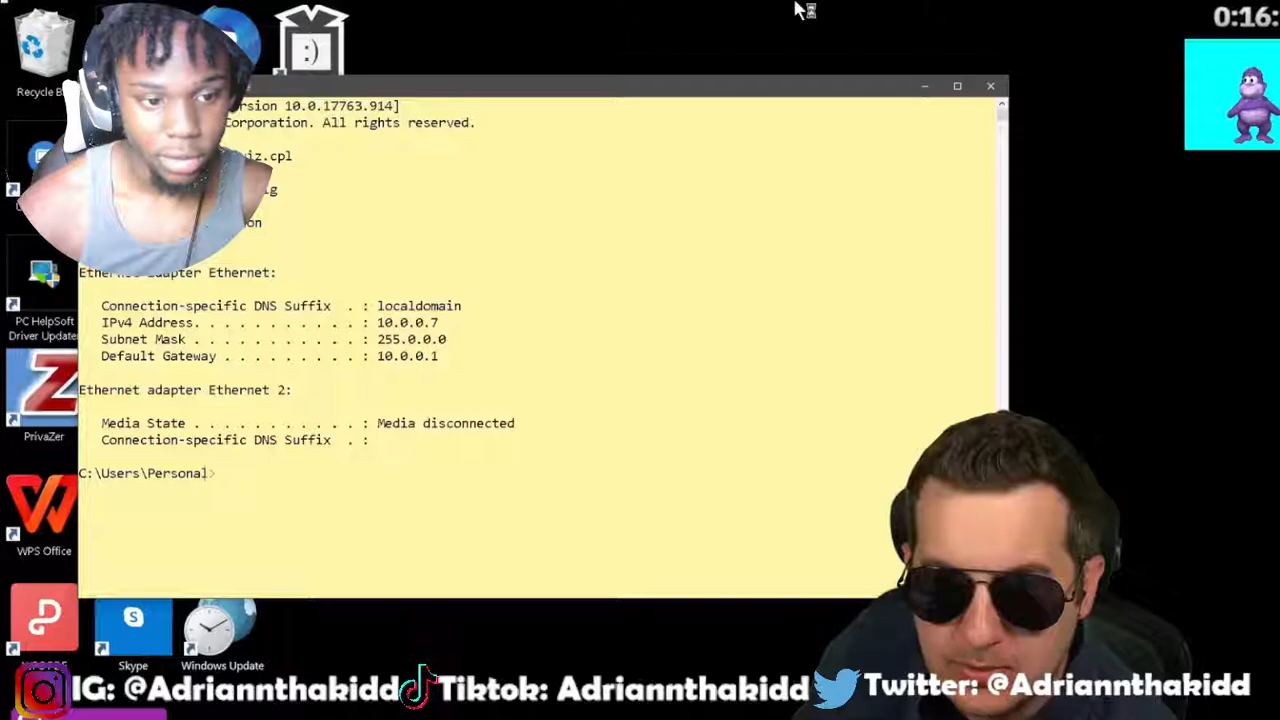 0:16:
:)
Recycle B
rsion 10.0.17763.914]
Corporation. All rights reserved.
iz.cpl
ig
on
Ethernet adapter Ethernet:
Connection-specific DNS Suffix . : localdomain
IPv4 Address. . . . . . . . . . . : 10.0.0.7
Subnet Mask . . . . . . . . . . . : 255.0.0.0
Default Gateway . . . . . . . . . : 10.0.0.1
Ethernet adapter Ethernet 2:
Media State . . . . . . . . . . . : Media disconnected
Connection-specific DNS Suffix . :
C:\Users\Personal>
PC HelpSoft
Driver Updater
PrivaZer
WPS Office
Skype
Windows Update
IG: @Adriannthakidd
Tiktok: Adriannthakidd
Twitter: @Adriannthakidd